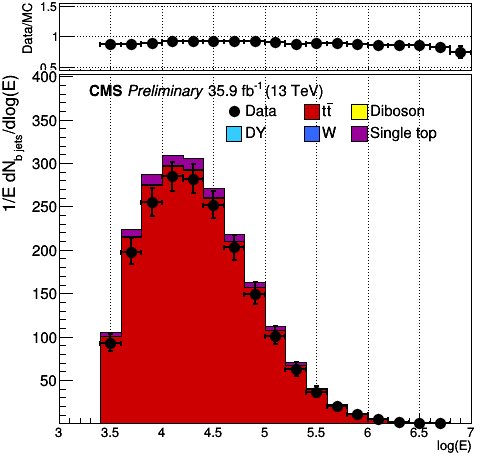 Data/MC
1.5
1
0.5
1/E dN_b jets/dlog(E)
400
350
300
250
200
150
100
50
CMS Preliminary 35.9 fb⁻¹ (13 TeV)
Data tt̄ Diboson
DY W Single top
3 3.5 4 4.5 5 5.5 6 6.5 7
log(E)